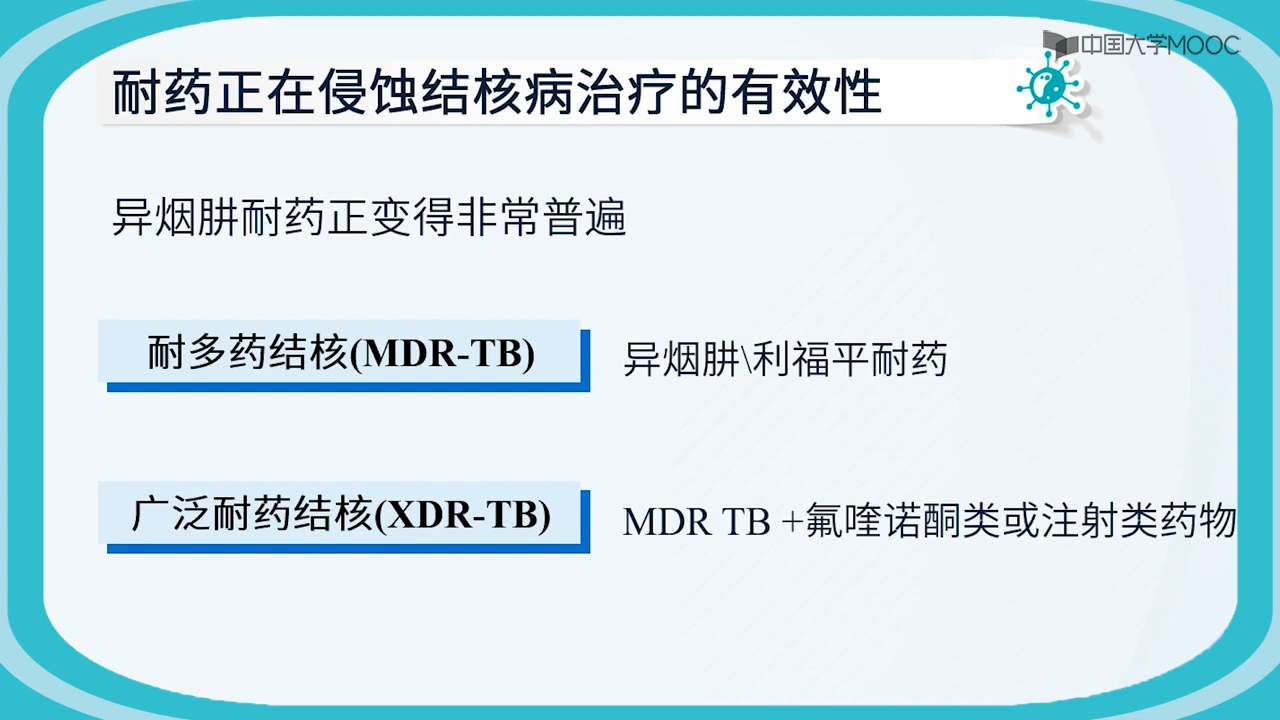 中国大学MOOC
耐药正在侵蚀结核病治疗的有效性
异烟肼耐药正变得非常普遍
耐多药结核(MDR-TB)
异烟肼\利福平耐药
广泛耐药结核(XDR-TB)
MDR TB +氟喹诺酮类或注射类药物